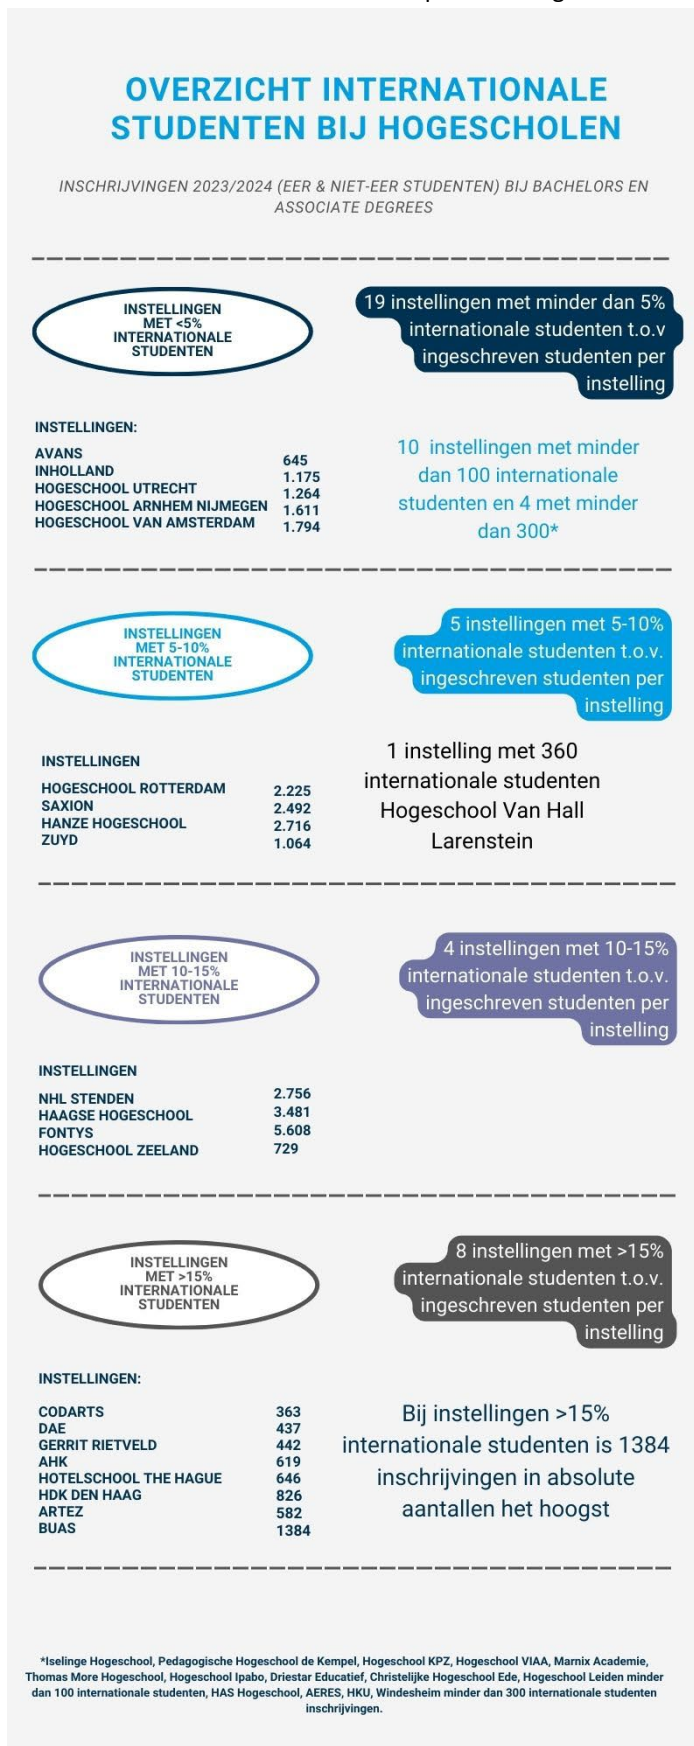 OVERZICHT INTERNATIONALE
STUDENTEN BIJ HOGESCHOLEN
INSCHRIJVINGEN 2023/2024 (EER & NIET-EER STUDENTEN) BIJ BACHELORS EN
ASSOCIATE DEGREES
INSTELLINGEN
MET <5%
INTERNATIONALE
STUDENTEN
19 instellingen met minder dan 5%
internationale studenten t.o.v
ingeschreven studenten per
instelling
INSTELLINGEN:
AVANS 645
INHOLLAND 1.175
HOGESCHOOL UTRECHT 1.264
HOGESCHOOL ARNHEM NIJMEGEN 1.611
HOGESCHOOL VAN AMSTERDAM 1.794
10 instellingen met minder
dan 100 internationale
studenten en 4 met minder
dan 300*
INSTELLINGEN
MET 5-10%
INTERNATIONALE
STUDENTEN
5 instellingen met 5-10%
internationale studenten t.o.v.
ingeschreven studenten per
instelling
INSTELLINGEN
HOGESCHOOL ROTTERDAM 2.225
SAXION 2.492
HANZE HOGESCHOOL 2.716
ZUYD 1.064
1 instelling met 360
internationale studenten
Hogeschool Van Hall
Larenstein
INSTELLINGEN
MET 10-15%
INTERNATIONALE
STUDENTEN
4 instellingen met 10-15%
internationale studenten t.o.v.
ingeschreven studenten per
instelling
INSTELLINGEN
NHL STENDEN 2.756
HAAGSE HOGESCHOOL 3.481
FONTYS 5.608
HOGESCHOOL ZEELAND 729
INSTELLINGEN
MET >15%
INTERNATIONALE
STUDENTEN
8 instellingen met >15%
internationale studenten t.o.v.
ingeschreven studenten per
instelling
INSTELLINGEN:
CODARTS 363
DAE 437
GERRIT RIETVELD 442
AHK 619
HOTELSCHOOL THE HAGUE 646
HDK DEN HAAG 826
ARTEZ 582
BUAS 1384
Bij instellingen >15%
internationale studenten is 1384
inschrijvingen in absolute
aantallen het hoogst
*Iselinge Hogeschool, Pedagogische Hogeschool de Kempel, Hogeschool KPZ, Hogeschool VIAA, Marnix Academie,
Thomas More Hogeschool, Hogeschool Ipabo, Driestar Educatief, Christelijke Hogeschool Ede, Hogeschool Leiden minder
dan 100 internationale studenten, HAS Hogeschool, AERES, HKU, Windesheim minder dan 300 internationale studenten
inschrijvingen.